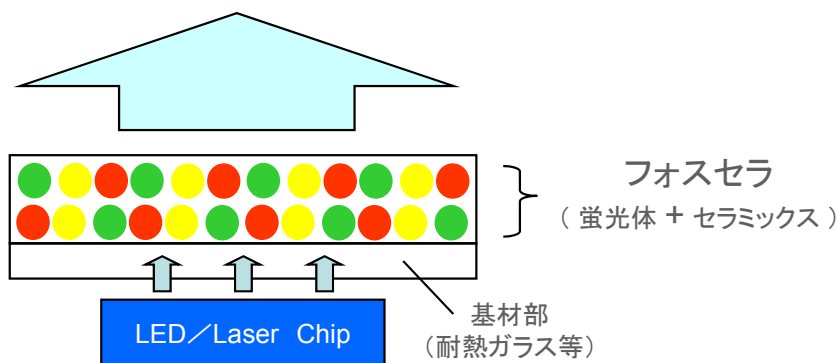 フォスセラ
（ 蛍光体 + セラミックス ）
LED／Laser Chip
基材部
（耐熱ガラス等）